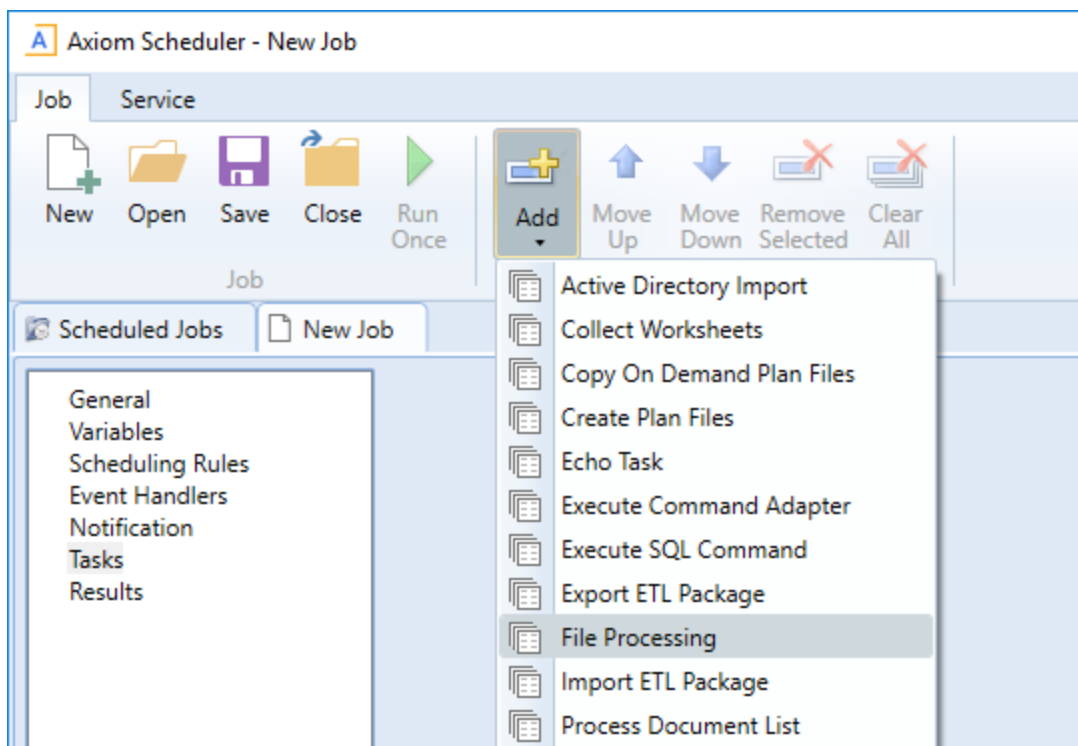 A Axiom Scheduler - New Job
Job Service
New Open Save Close Run Once Add Move Up Move Down Remove Selected Clear All
Job
Scheduled Jobs New Job
General
Variables
Scheduling Rules
Event Handlers
Notification
Tasks
Results
Active Directory Import
Collect Worksheets
Copy On Demand Plan Files
Create Plan Files
Echo Task
Execute Command Adapter
Execute SQL Command
Export ETL Package
File Processing
Import ETL Package
Process Document List